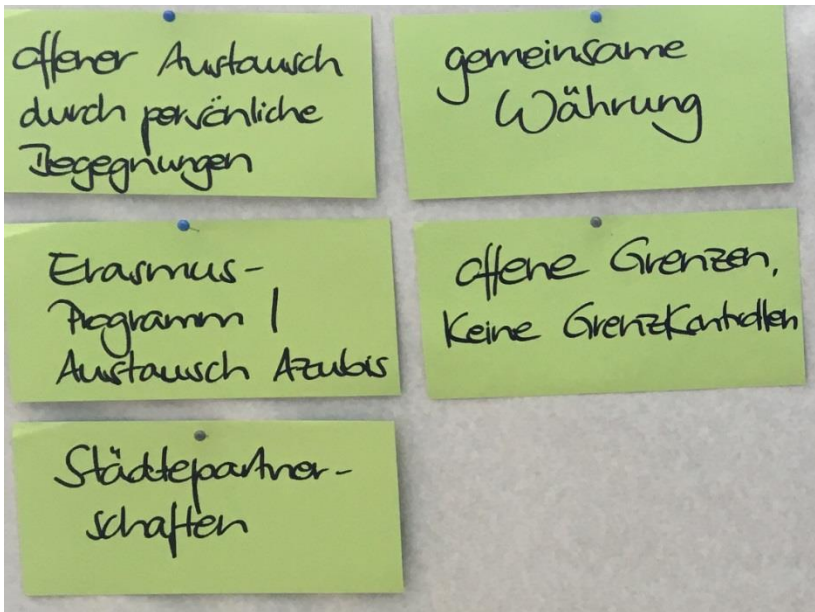 offener Austausch
durch persönliche
Begegnungen
gemeinsame
Währung
Erasmus-
Programm /
Austausch Azubis
offene Grenzen,
Keine Grenzkontrollen
Städtepartner-
schaften